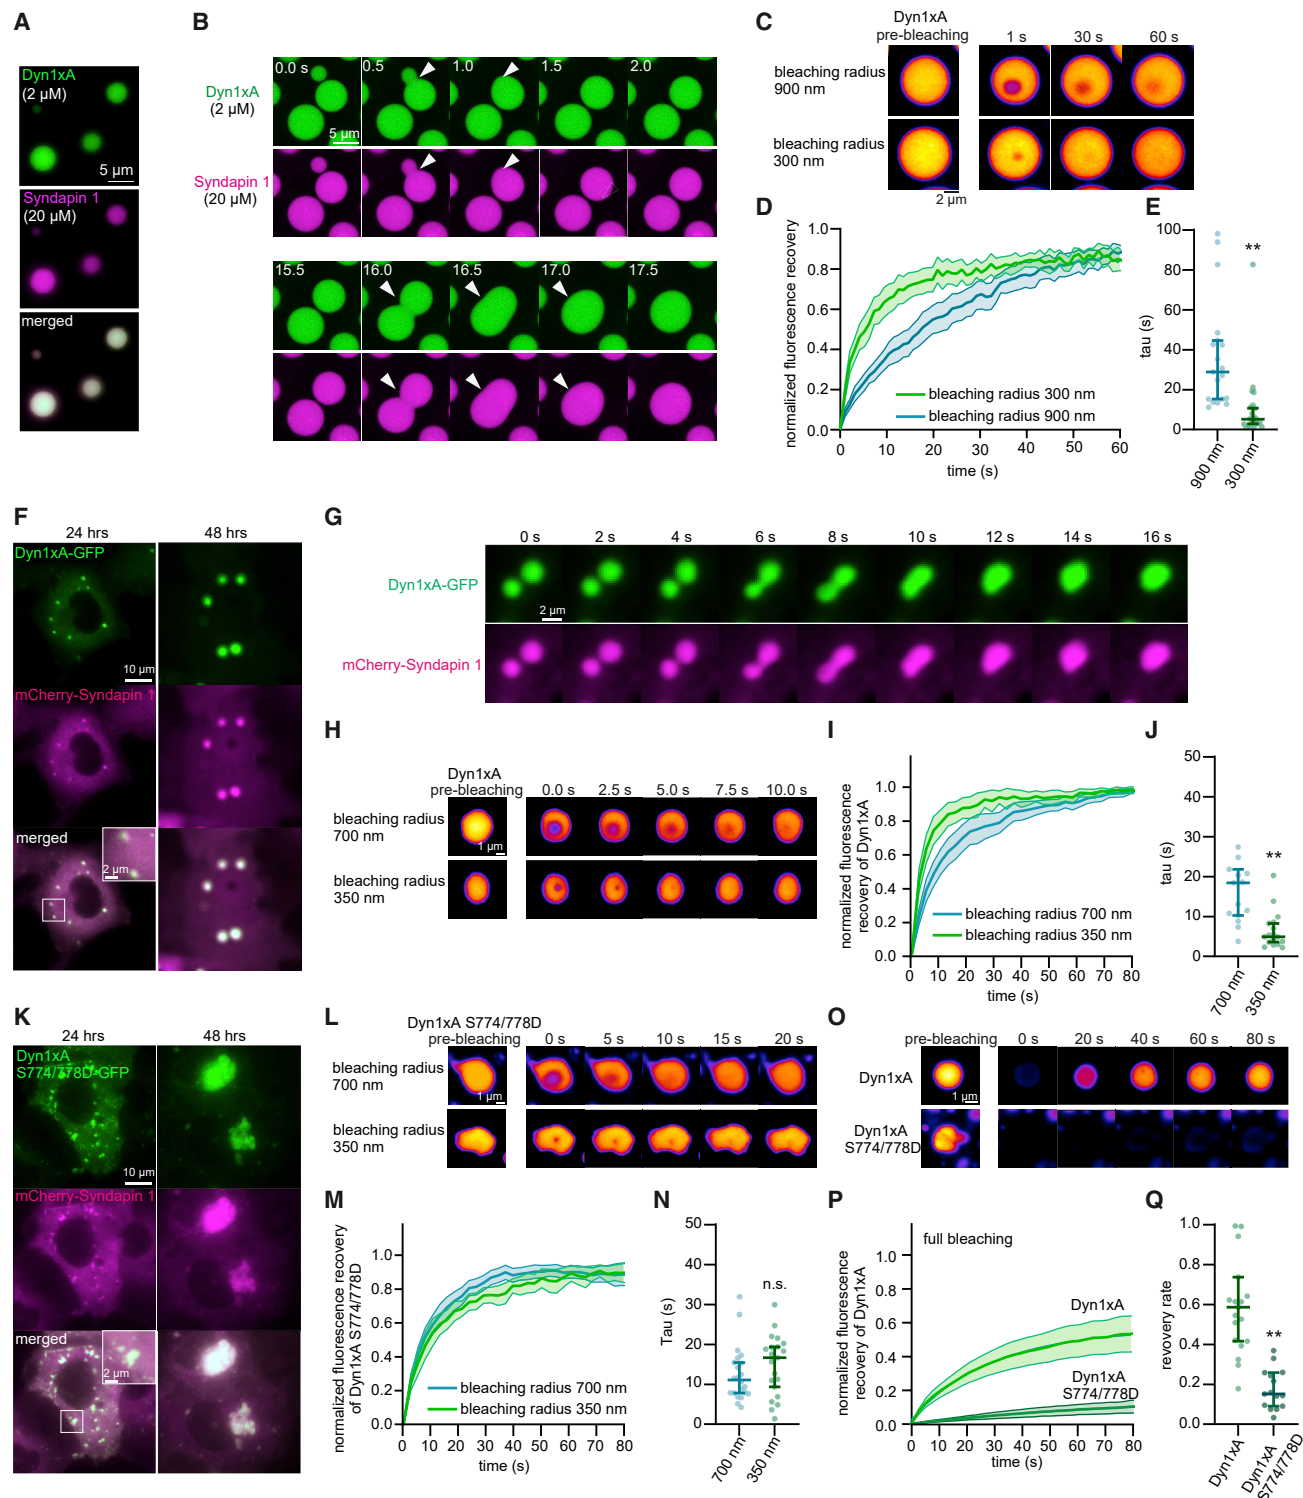 A
Dyn1xA
(2 µM)
5 µm
Syndapin 1
(20 µM)
merged
B
0.0 s
0.5
1.0
1.5
2.0
Dyn1xA
(2 µM)
5 µm
Syndapin 1
(20 µM)
15.5
16.0
16.5
17.0
17.5
C
Dyn1xA
pre-bleaching
1 s
30 s
60 s
bleaching radius
900 nm
bleaching radius
300 nm
2 µm
D
normalized fluorescence recovery
1.0
0.8
0.6
0.4
0.2
0.0
bleaching radius 300 nm
bleaching radius 900 nm
0 10 20 30 40 50 60
time (s)
E
tau (s)
100
80
60
40
20
0
**
900 nm
300 nm
F
24 hrs
48 hrs
Dyn1xA-GFP
10 µm
mCherry-Syndapin 1
merged
2 µm
G
0 s
2 s
4 s
6 s
8 s
10 s
12 s
14 s
16 s
Dyn1xA-GFP
2 µm
mCherry-Syndapin 1
H
Dyn1xA
pre-bleaching
0.0 s
2.5 s
5.0 s
7.5 s
10.0 s
bleaching radius
700 nm
1 µm
bleaching radius
350 nm
I
normalized fluorescence
recovery of Dyn1xA
1.0
0.8
0.6
0.4
0.2
0.0
bleaching radius 700 nm
bleaching radius 350 nm
0 10 20 30 40 50 60 70 80
time (s)
J
tau (s)
50
40
30
20
10
0
**
700 nm
350 nm
K
24 hrs
48 hrs
Dyn1xA
S774/778D-GFP
10 µm
mCherry-Syndapin 1
merged
2 µm
L
Dyn1xA S774/778D
pre-bleaching
0 s
5 s
10 s
15 s
20 s
bleaching radius
700 nm
1 µm
bleaching radius
350 nm
M
normalized fluorescence recovery
of Dyn1xA S774/778D
1.0
0.8
0.6
0.4
0.2
0.0
bleaching radius 700 nm
bleaching radius 350 nm
0 10 20 30 40 50 60 70 80
time (s)
N
Tau (s)
50
40
30
20
10
0
n.s.
700 nm
350 nm
O
pre-bleaching
0 s
20 s
40 s
60 s
80 s
Dyn1xA
1 µm
Dyn1xA
S774/778D
P
normalized fluorescence
recovery of Dyn1xA
1.0
0.8
0.6
0.4
0.2
0.0
full bleaching
Dyn1xA
Dyn1xA
S774/778D
0 10 20 30 40 50 60 70 80
time (s)
Q
revovery rate
1.0
0.8
0.6
0.4
0.2
0.0
**
Dyn1xA
Dyn1xA
S774/778D